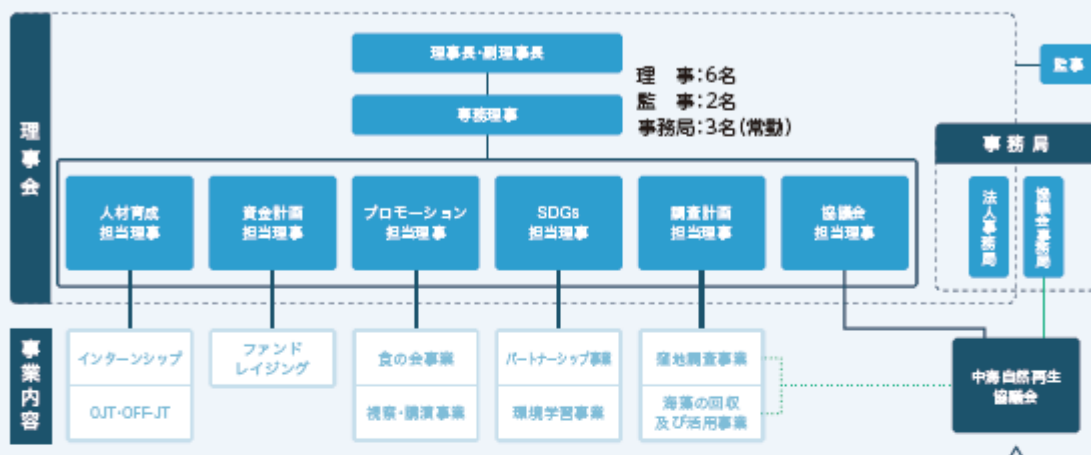 理事会
理事長・副理事長
専務理事
理　事：6名
監　事：2名
事務局：3名（常勤）
監事
事務局
法人事務局
協議会事務局
人材育成
担当理事
資金計画
担当理事
プロモーション
担当理事
SDGs
担当理事
調査計画
担当理事
協議会
担当理事
事業内容
インターンシップ
OJT・OFF-JT
ファンド
レイジング
食の会事業
視察・講演事業
パートナーシップ事業
環境学習事業
窪地調査事業
海藻の回収
及び活用事業
中海自然再生
協議会